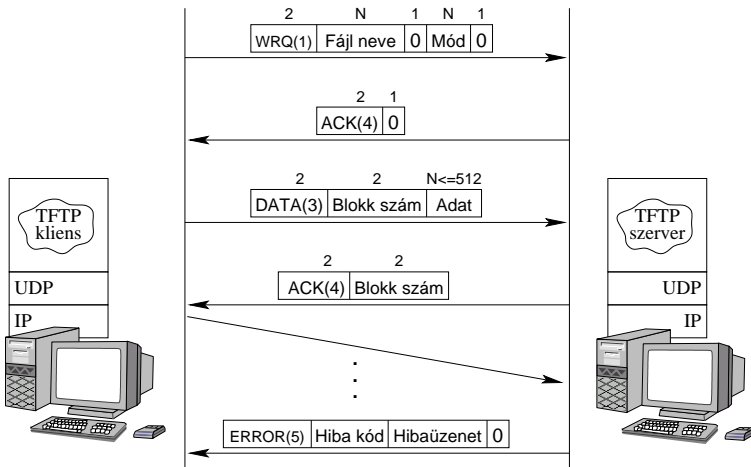 2 N 1 N 1
WRQ(1) Fájl neve 0 Mód 0
2 1
ACK(4) 0
2 2 N<=512
DATA(3) Blokk szám Adat
TFTP
kliens
TFTP
szerver
2 2
ACK(4) Blokk szám
UDP
UDP
IP
IP
ERROR(5) Hiba kód Hibaüzenet 0